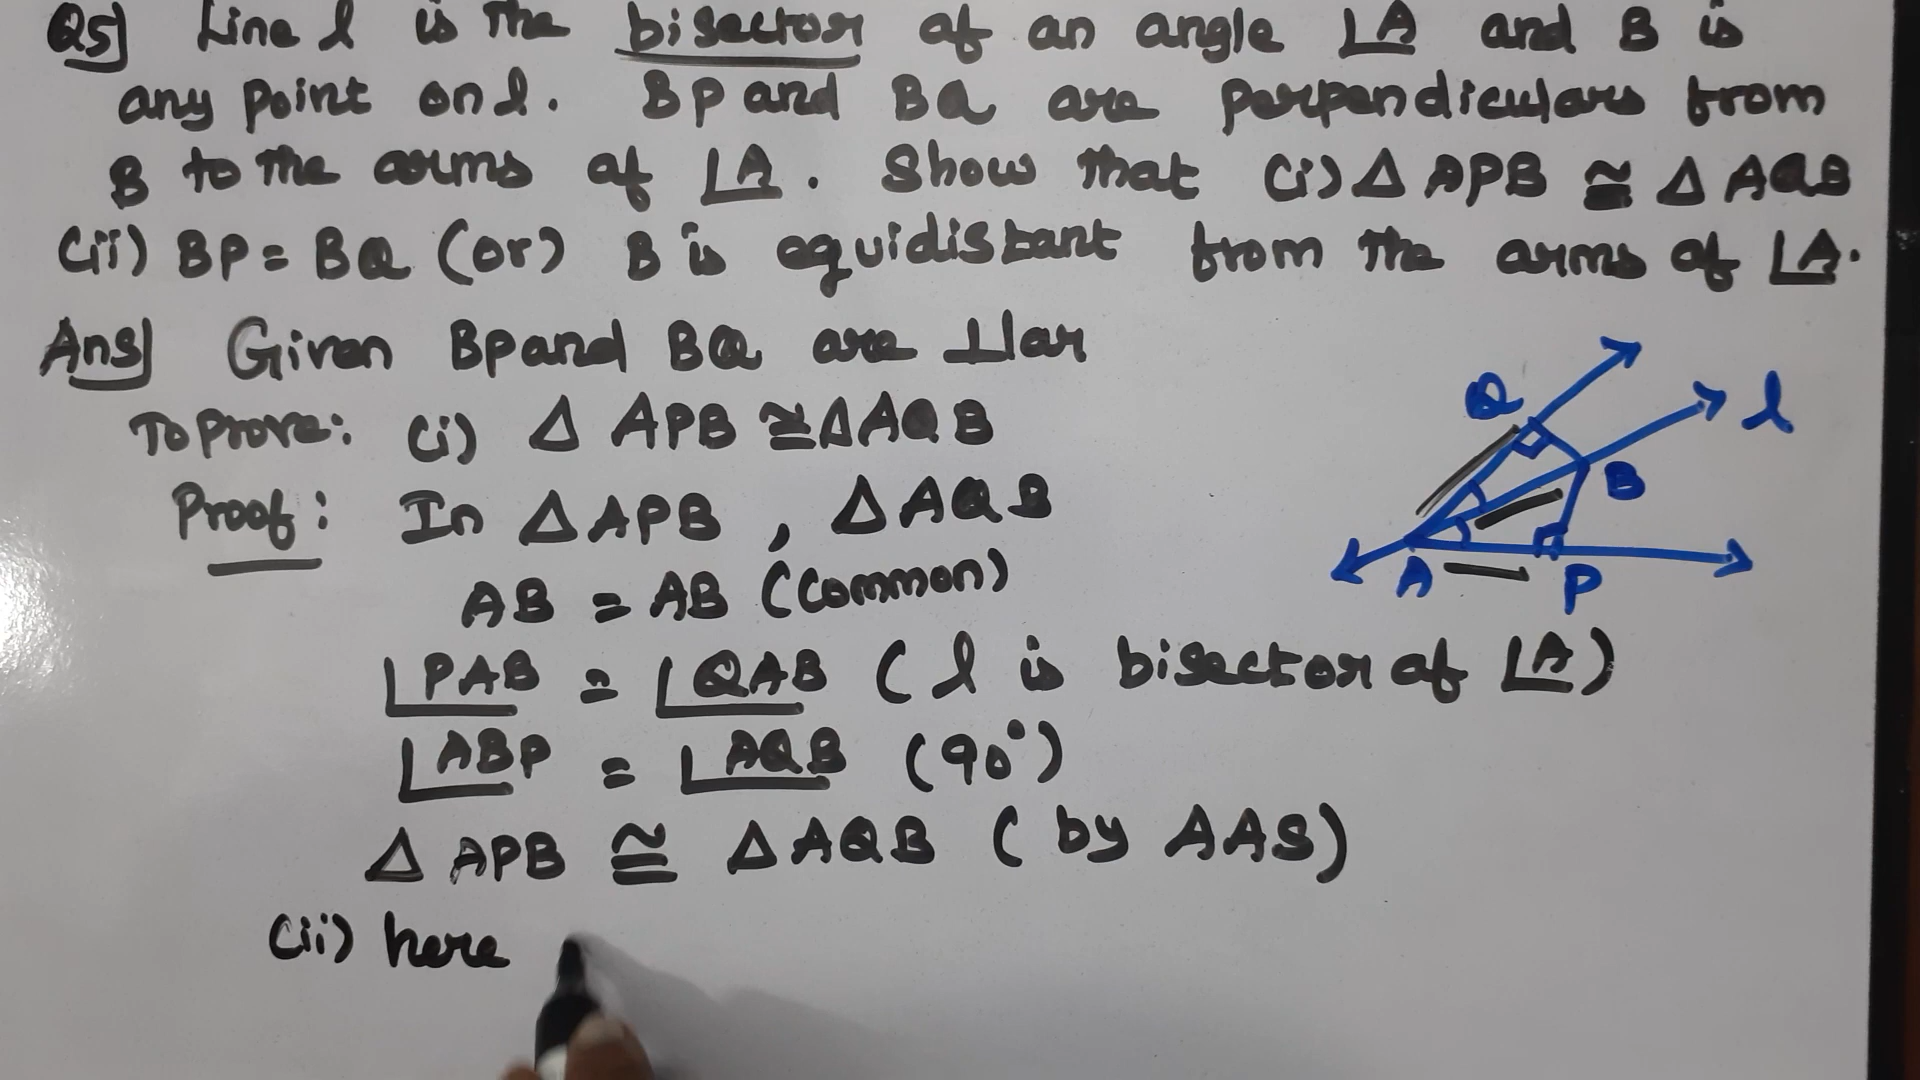 Q5] Line l is the bisector of an angle ∠A and B is
any point on l. BP and BQ are perpendiculars from
B to the arms of ∠A. Show that (i) Δ APB ≅ Δ AQB
(ii) BP = BQ (or) B is equidistant from the arms of ∠A.
Ans] Given BP and BQ are ⊥lar
To prove: (i) Δ APB ≅ Δ AQB
Proof: In Δ APB, Δ AQB
AB = AB (Common)
∠PAB = ∠QAB (l is bisector of ∠A)
∠ABP = ∠AQB (90°)
Δ APB ≅ Δ AQB (by AAS)
(ii) here
Q
l
B
A
P